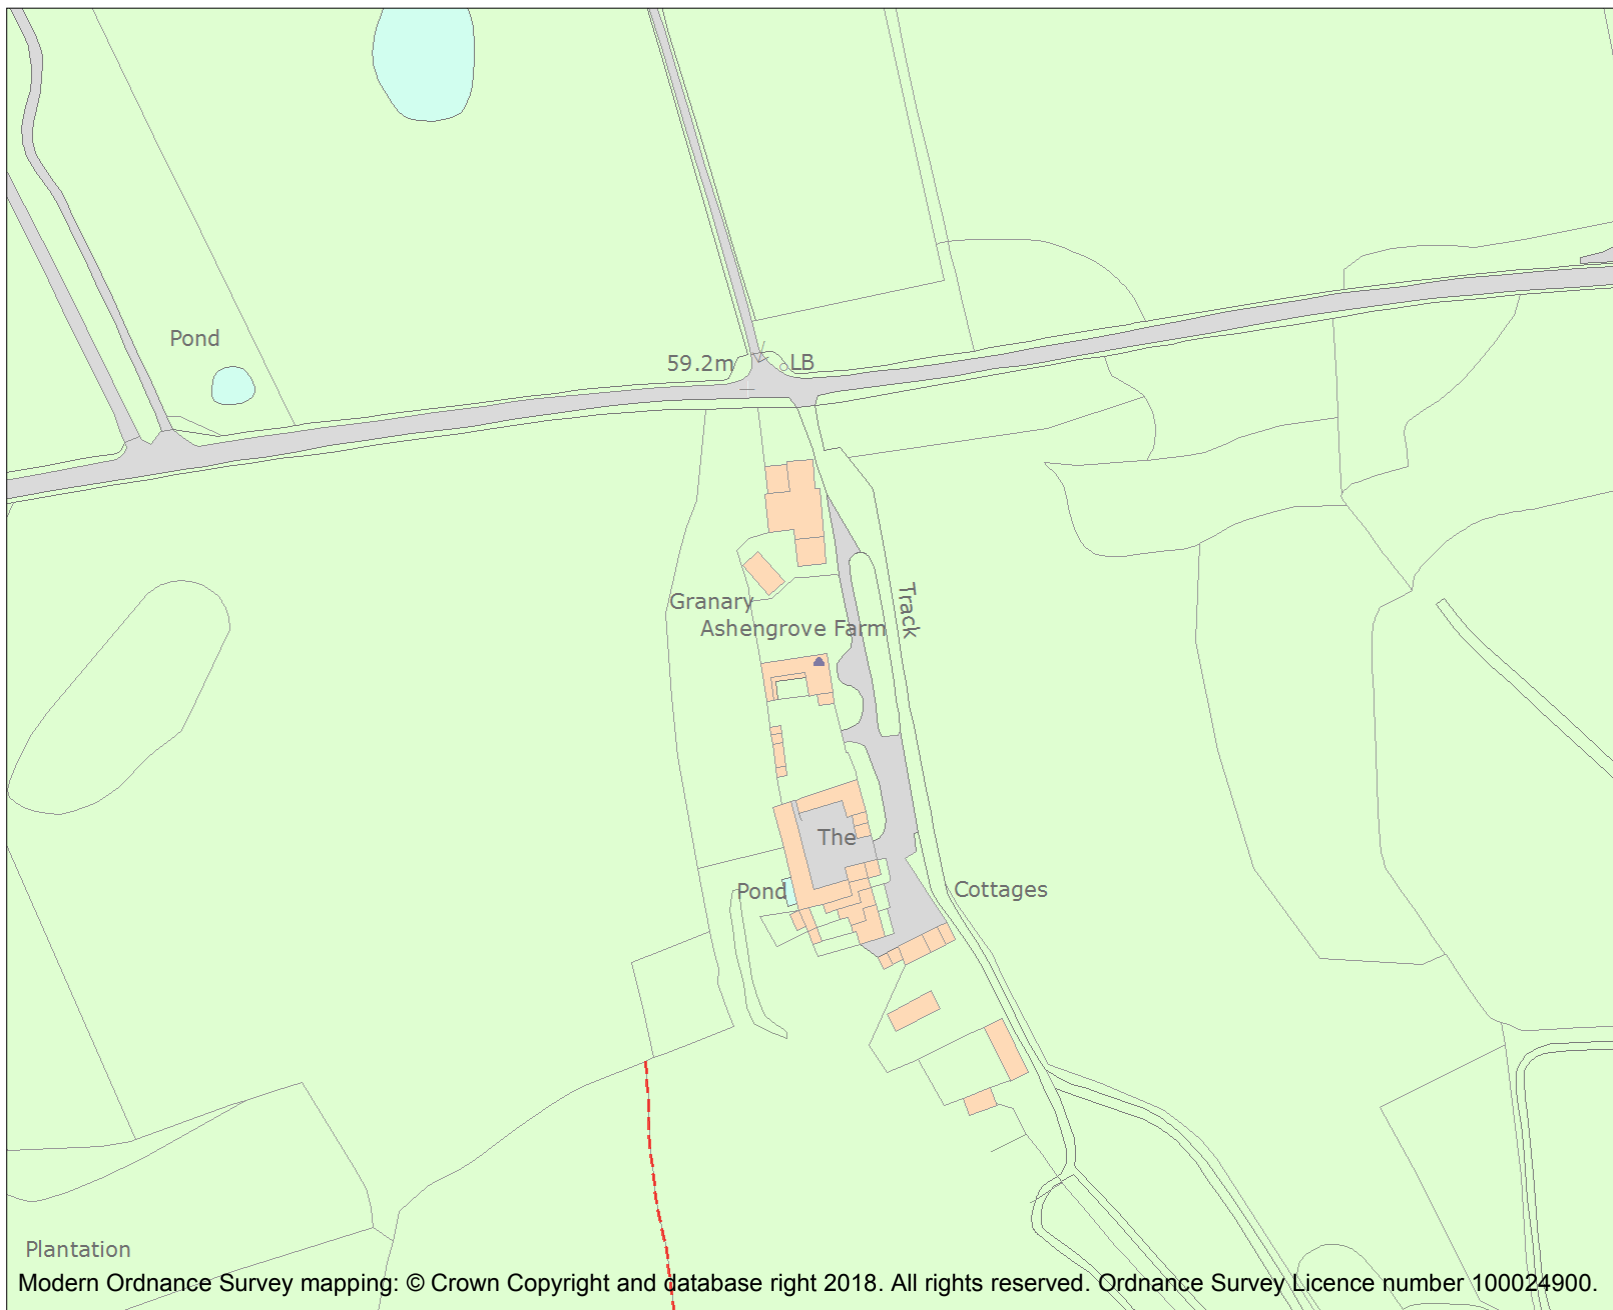 Pond
59.2m
LB
Track
Granary
Ashengrove Farm
The
Pond
Cottages
Plantation
Modern Ordnance Survey mapping: © Crown Copyright and database right 2018. All rights reserved. Ordnance Survey Licence number 100024900.